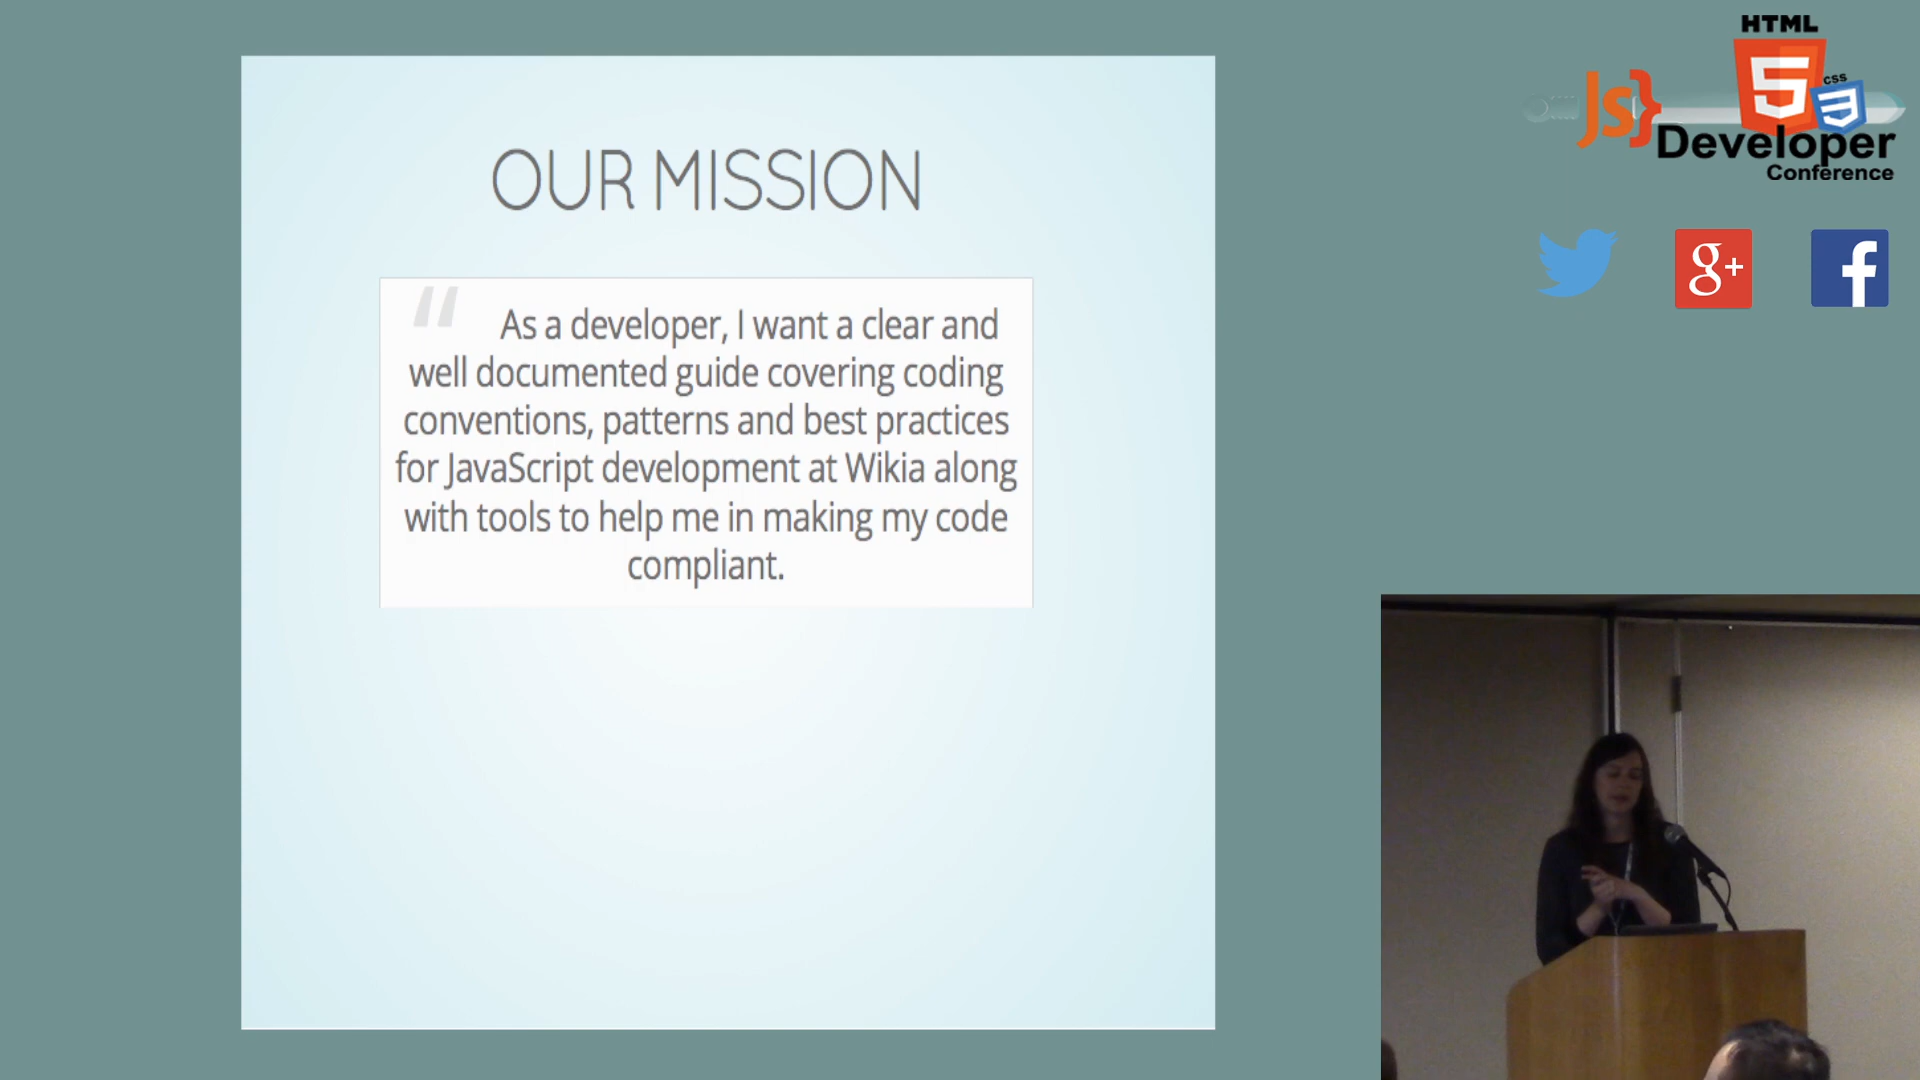 OUR MISSION
“ As a developer, I want a clear and
well documented guide covering coding
conventions, patterns and best practices
for JavaScript development at Wikia along
with tools to help me in making my code
compliant.
HTML
JS} 5 CSS
3
Developer
Conference
g+ f